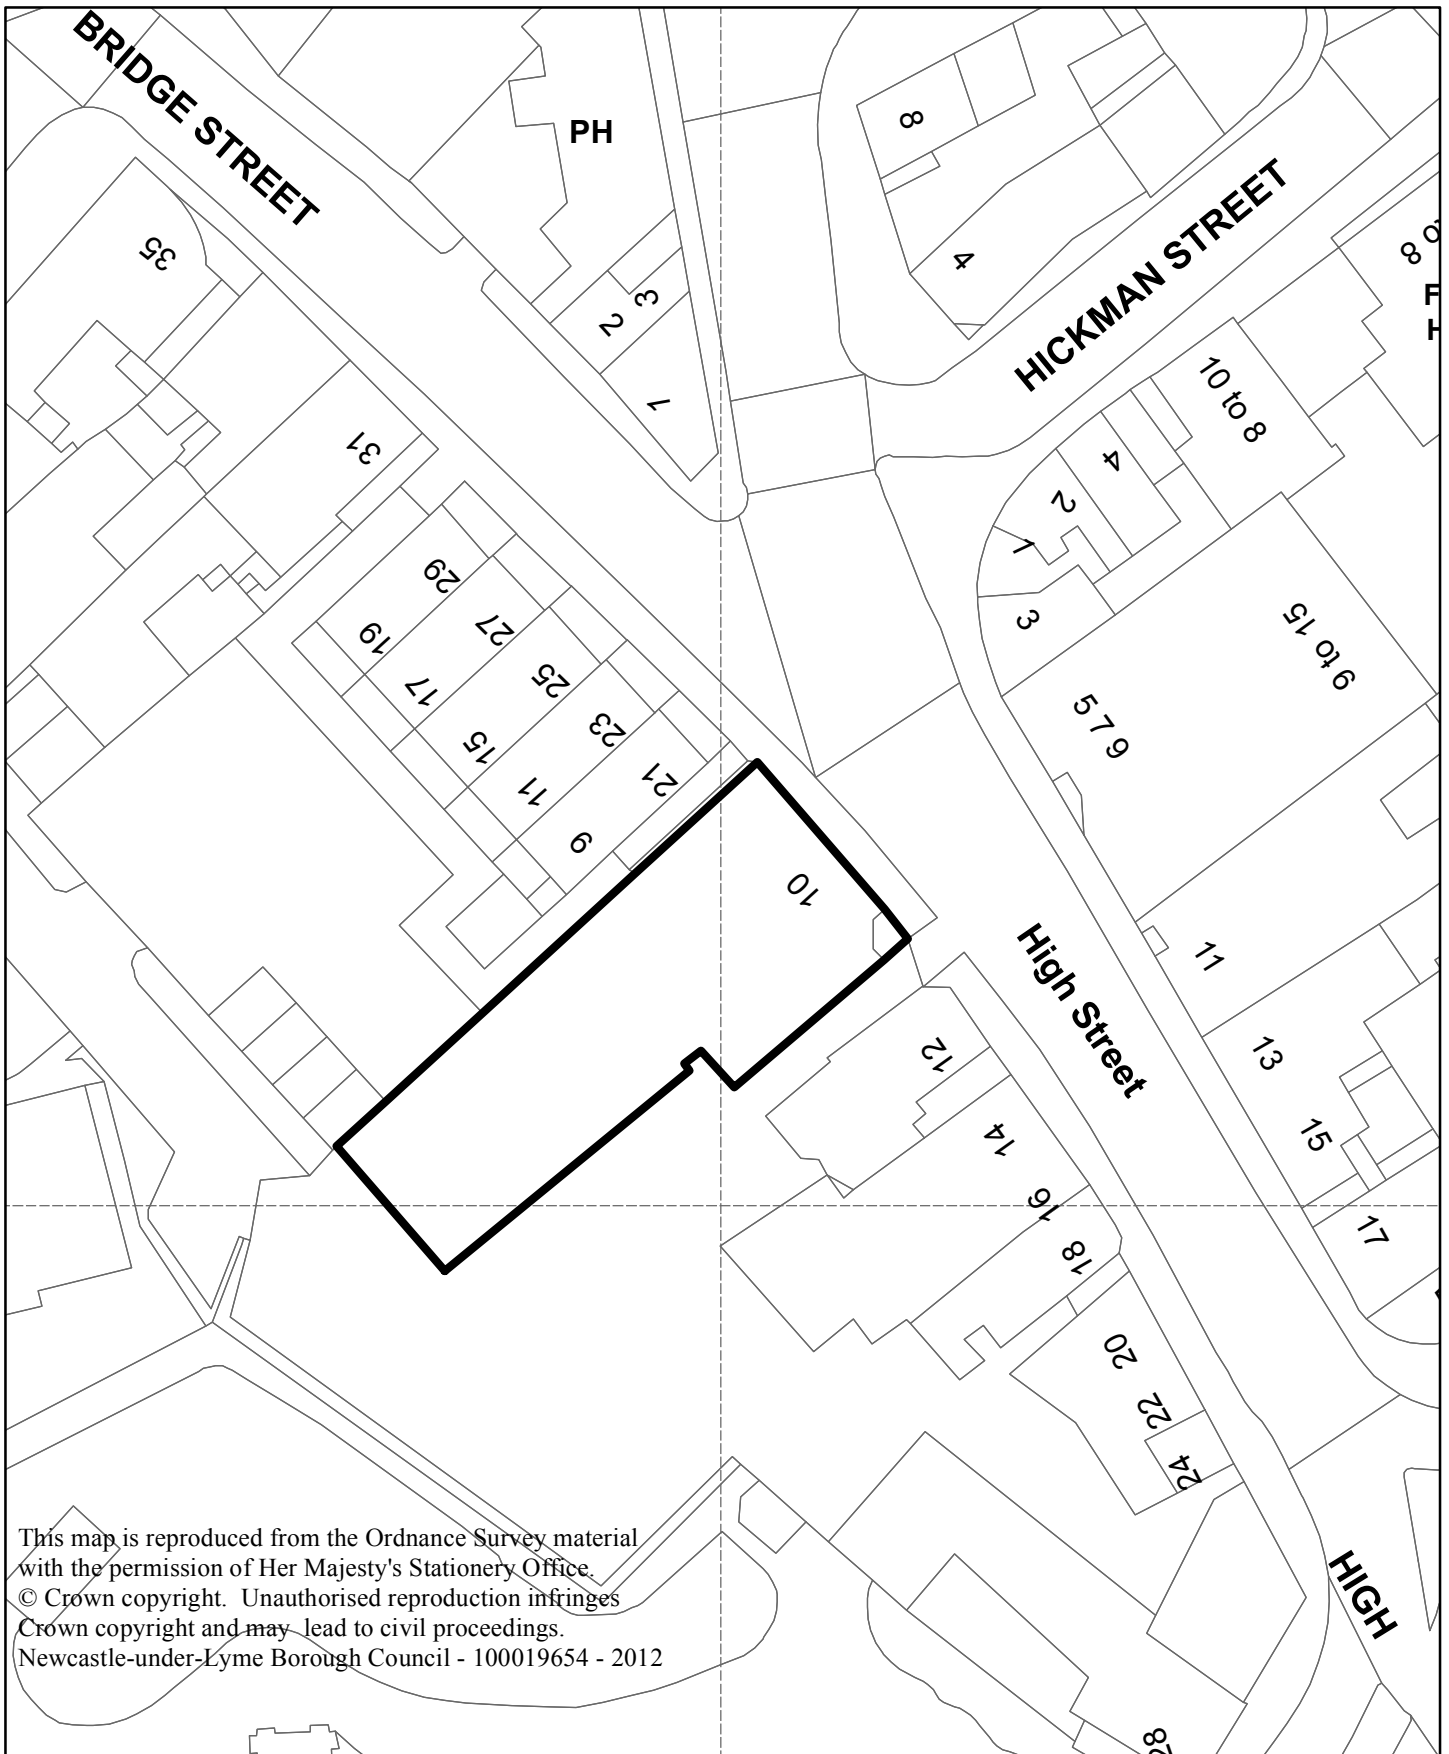 BRIDGE STREET
PH
8
4
HICKMAN STREET
35
3
2
1
31
10 to 8
4
2
1
3
9 to 15
5 7 9
29
27
25
23
21
19
17
15
11
9
10
11
High Street
12
13
14
15
16
17
18
20
22
24
HIGH
28
This map is reproduced from the Ordnance Survey material
with the permission of Her Majesty's Stationery Office.
© Crown copyright. Unauthorised reproduction infringes
Crown copyright and may lead to civil proceedings.
Newcastle-under-Lyme Borough Council - 100019654 - 2012